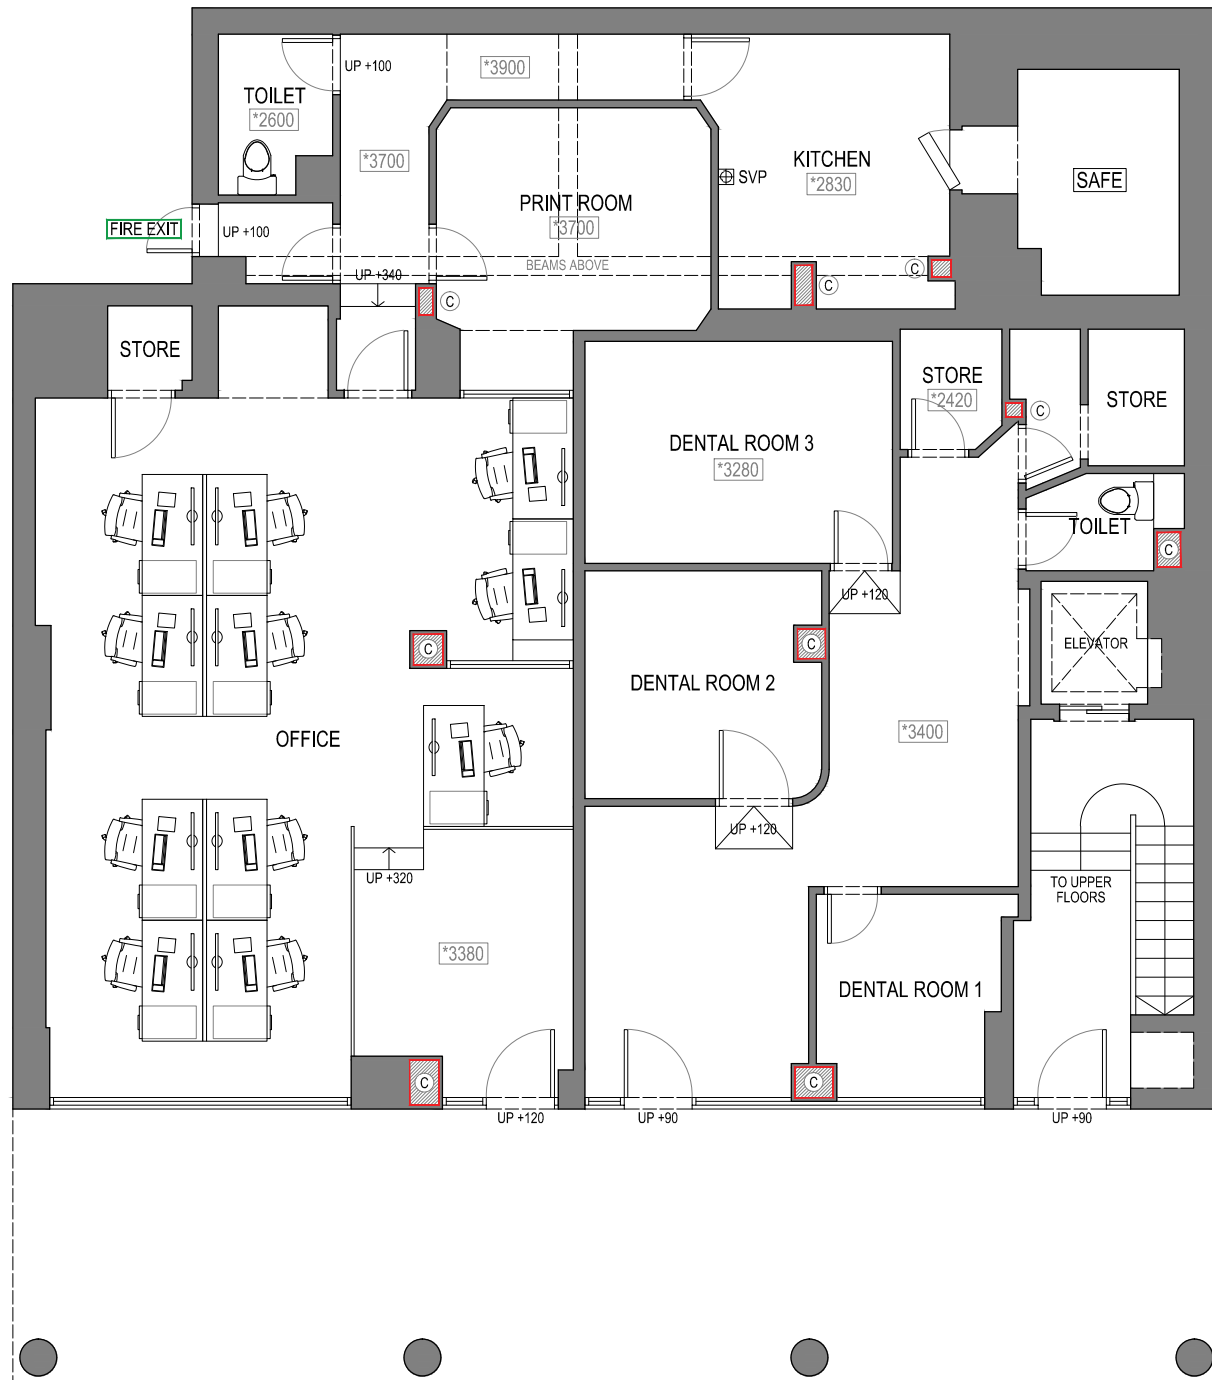 *3900
UP +100
TOILET
*2600
*3700
KITCHEN
*2830
SVP
SAFE
PRINT ROOM
*3700
FIRE EXIT
UP +100
BEAMS ABOVE
UP +340
C
C
C
STORE
STORE
*2420
C
STORE
DENTAL ROOM 3
*3280
TOILET
C
UP +120
C
C
ELEVATOR
DENTAL ROOM 2
*3400
OFFICE
UP +120
UP +320
TO UPPER
FLOORS
*3380
DENTAL ROOM 1
C
C
UP +120
UP +90
UP +90